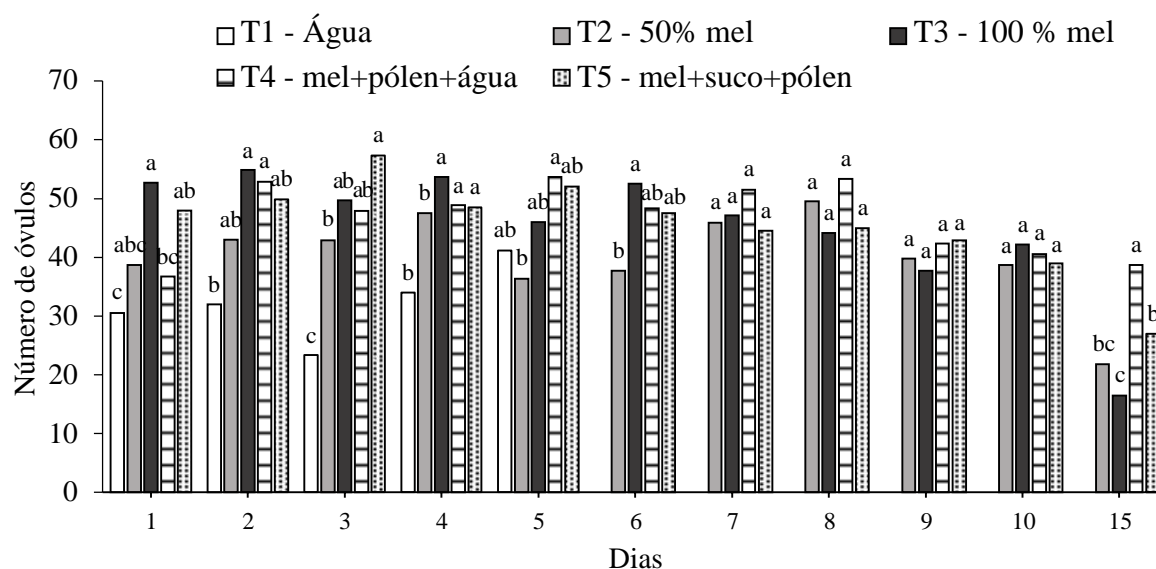 T1 - Água T2 - 50% mel T3 - 100 % mel
T4 - mel+pólen+água T5 - mel+suco+pólen
Número de óvulos
70
60
50
40
30
20
10
0
c abc a bc ab
b ab a a ab
c b ab ab a
b b a a a
ab b ab a ab
b a ab ab
a a a a
a a a a
a a a a
a a a a
bc c a b
1 2 3 4 5 6 7 8 9 10 15
Dias